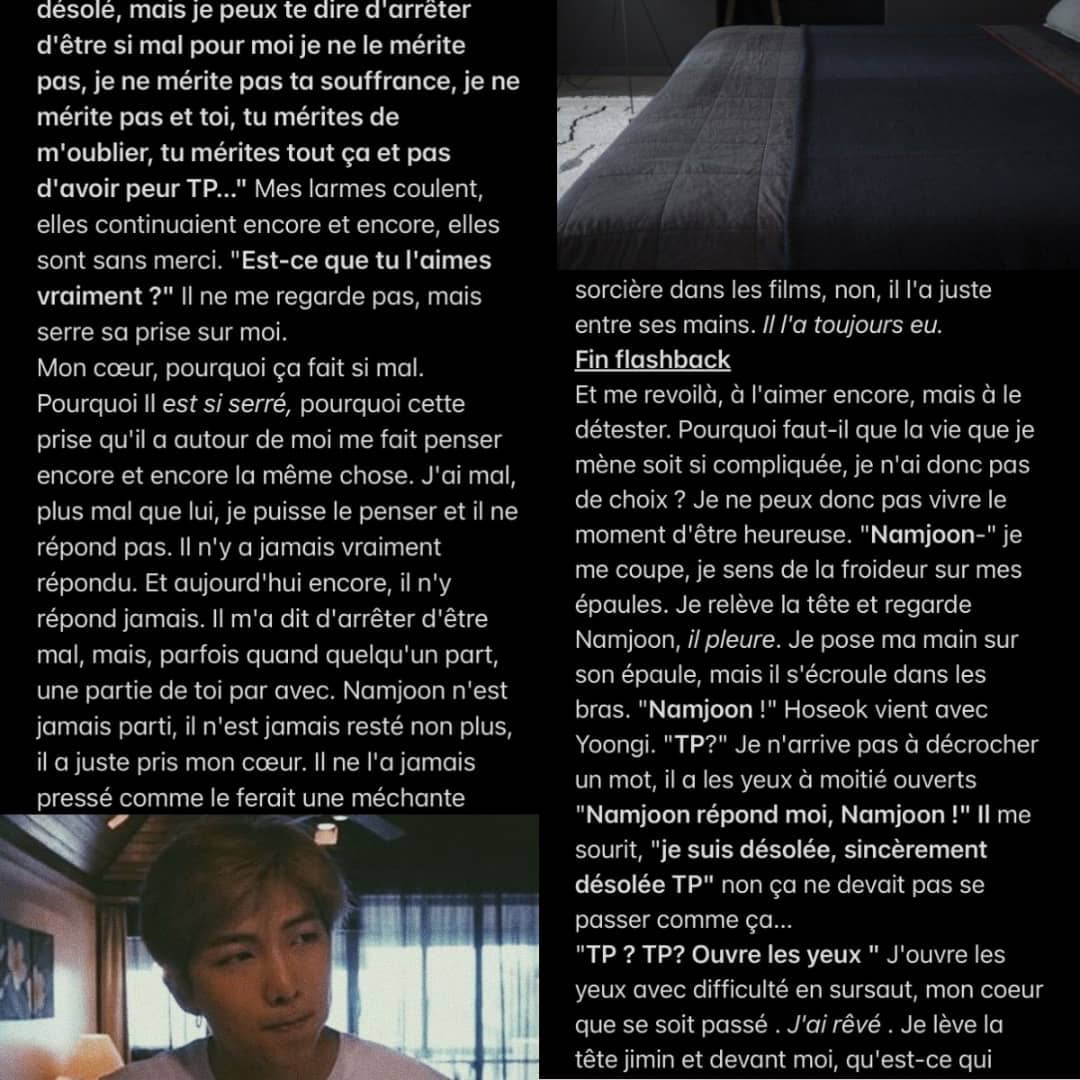 désolé, mais je peux te dire d'arrêter
d'être si mal pour moi je ne le mérite
pas, je ne mérite pas ta souffrance, je ne
mérite pas et toi, tu mérites de
m'oublier, tu mérites tout ça et pas
d'avoir peur TP..." Mes larmes coulent,
elles continuaient encore et encore, elles
sont sans merci. "Est-ce que tu l'aimes
vraiment ?" Il ne me regarde pas, mais
serre sa prise sur moi.
Mon cœur, pourquoi ça fait si mal.
Pourquoi Il est si serré, pourquoi cette
prise qu'il a autour de moi me fait penser
encore et encore la même chose. J'ai mal,
plus mal que lui, je puisse le penser et il ne
répond pas. Il n'y a jamais vraiment
répondu. Et aujourd'hui encore, il n'y
répond jamais. Il m'a dit d'arrêter d'être
mal, mais, parfois quand quelqu'un part,
une partie de toi par avec. Namjoon n'est
jamais parti, il n'est jamais resté non plus,
il a juste pris mon cœur. Il ne l'a jamais
pressé comme le ferait une méchante
sorcière dans les films, non, il l'a juste
entre ses mains. Il l'a toujours eu.
Fin flashback
Et me revoilà, à l'aimer encore, mais à le
détester. Pourquoi faut-il que la vie que je
mène soit si compliquée, je n'ai donc pas
de choix ? Je ne peux donc pas vivre le
moment d'être heureuse. "Namjoon-" je
me coupe, je sens de la froideur sur mes
épaules. Je relève la tête et regarde
Namjoon, il pleure. Je pose ma main sur
son épaule, mais il s'écroule dans les
bras. "Namjoon !" Hoseok vient avec
Yoongi. "TP?" Je n'arrive pas à décrocher
un mot, il a les yeux à moitié ouverts
"Namjoon répond moi, Namjoon !" Il me
sourit, "je suis désolée, sincèrement
désolée TP" non ça ne devait pas se
passer comme ça...
"TP ? TP? Ouvre les yeux " J'ouvre les
yeux avec difficulté en sursaut, mon coeur
que se soit passé . J'ai rêvé . Je lève la
tête jimin et devant moi, qu'est-ce qui